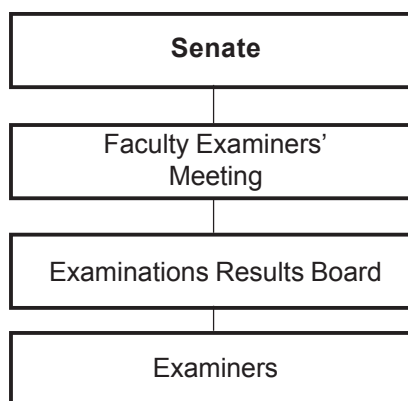 Senate
Faculty Examiners'
Meeting
Examinations Results Board
Examiners